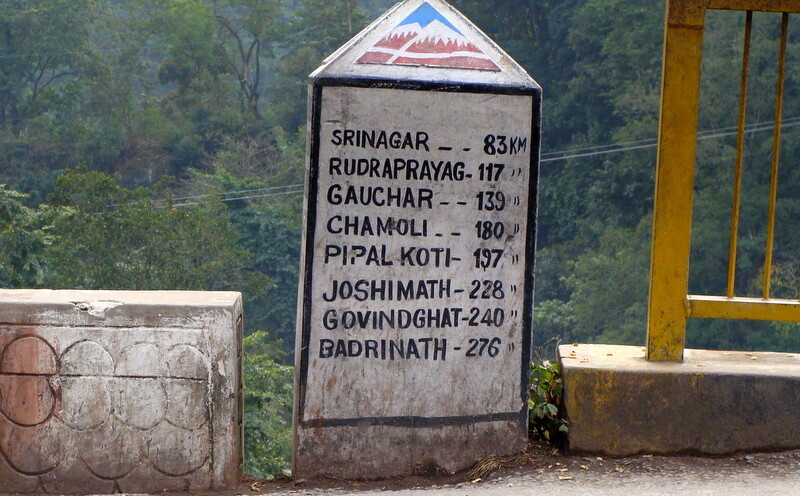 SRINAGAR -- 83 KM
RUDRAPRAYAG- 117 "
GAUCHAR -- 139 "
CHAMOLI -- 180 "
PIPAL KOTI- 197 "
JOSHIMATH - 228 "
GOVINDGHAT-240 "
BADRINATH - 276 "